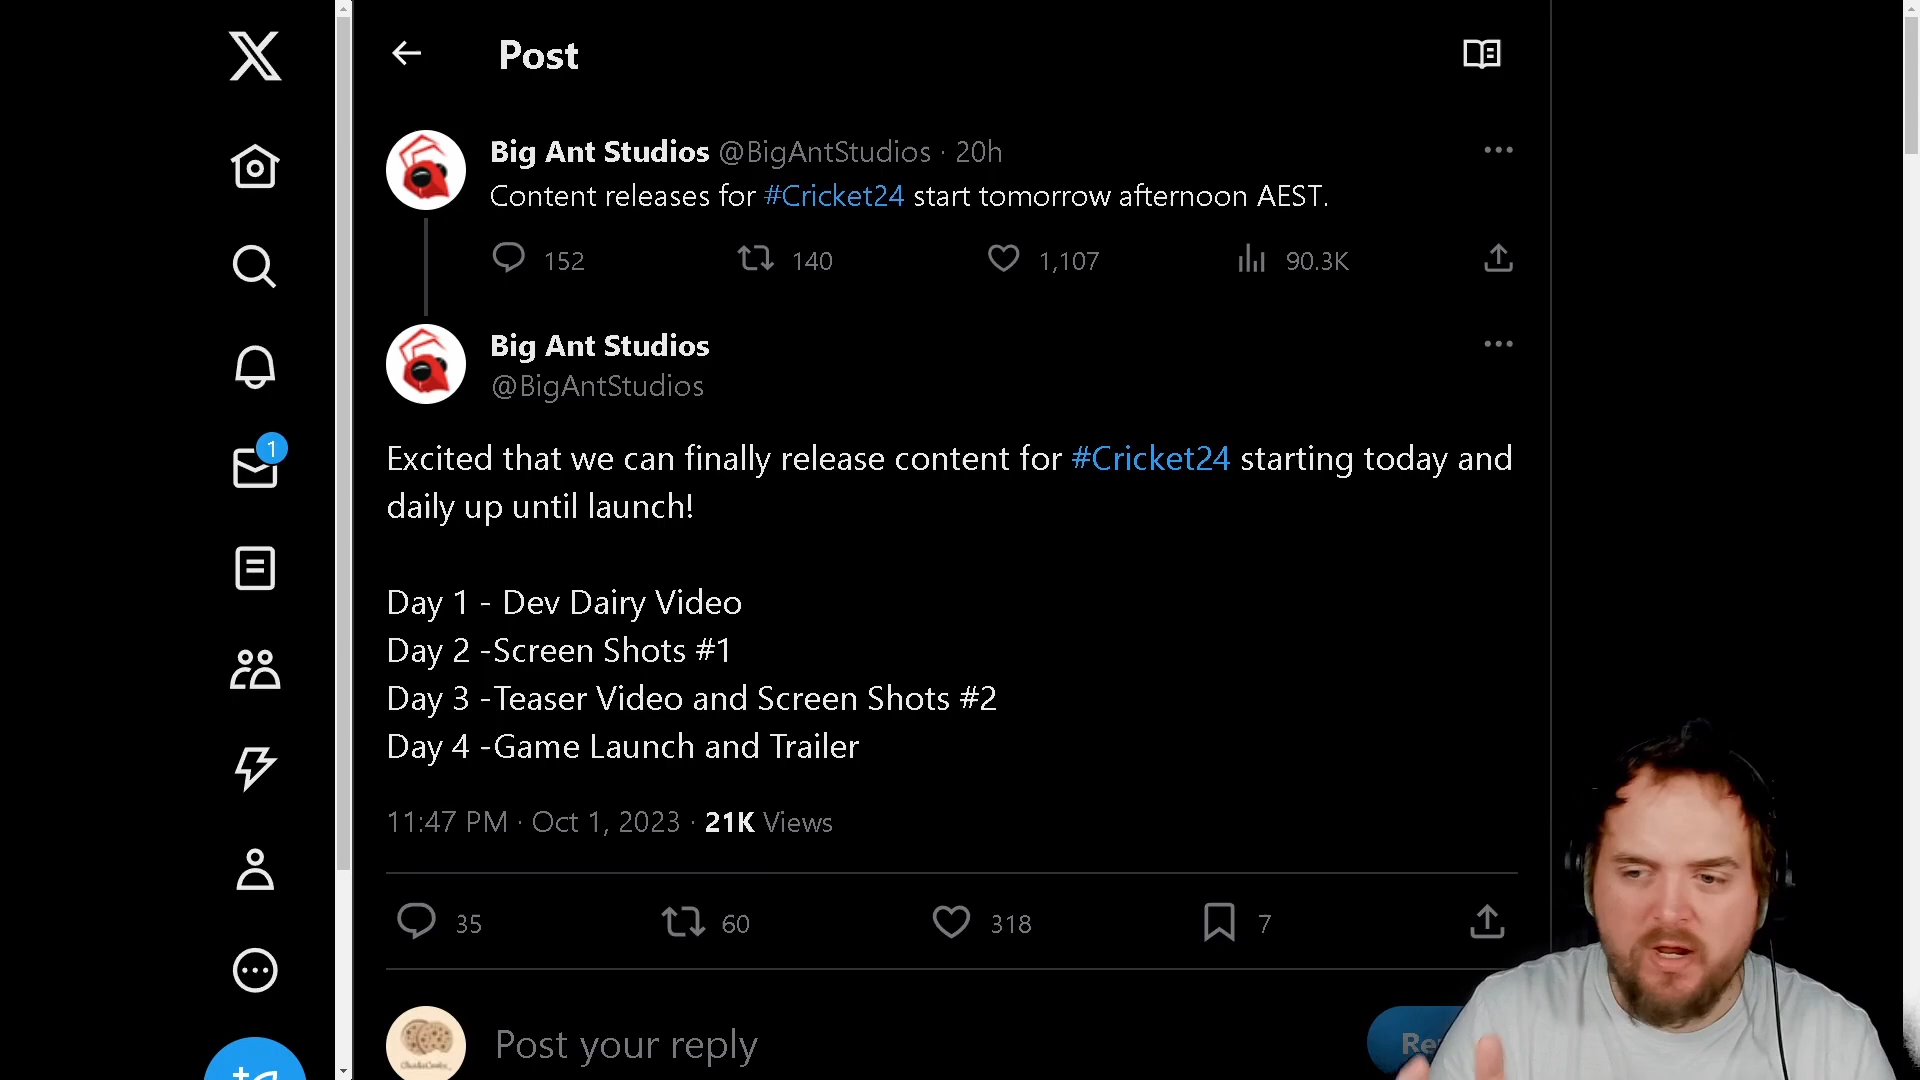 Post
Big Ant Studios @BigAntStudios · 20h
Content releases for #Cricket24 start tomorrow afternoon AEST.
152 140 1,107 90.3K
Big Ant Studios
@BigAntStudios
1
Excited that we can finally release content for #Cricket24 starting today and
daily up until launch!
Day 1 - Dev Dairy Video
Day 2 -Screen Shots #1
Day 3 -Teaser Video and Screen Shots #2
Day 4 -Game Launch and Trailer
11:47 PM · Oct 1, 2023 · 21K Views
35 60 318 7
Post your reply